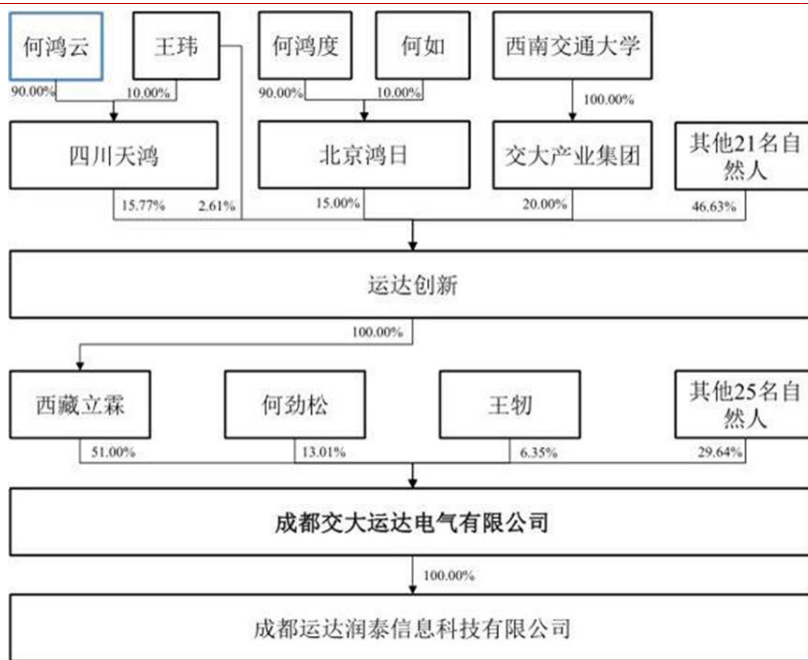 何鸿云
王玮
何鸿度
何如
西南交通大学
90.00%
10.00%
90.00%
10.00%
100.00%
四川天鸿
北京鸿日
交大产业集团
其他21名自
然人
15.77%
2.61%
15.00%
20.00%
46.63%
运达创新
100.00%
西藏立霖
何劲松
王牣
其他25名自
然人
51.00%
13.01%
6.35%
29.64%
成都交大运达电气有限公司
100.00%
成都运达润泰信息科技有限公司